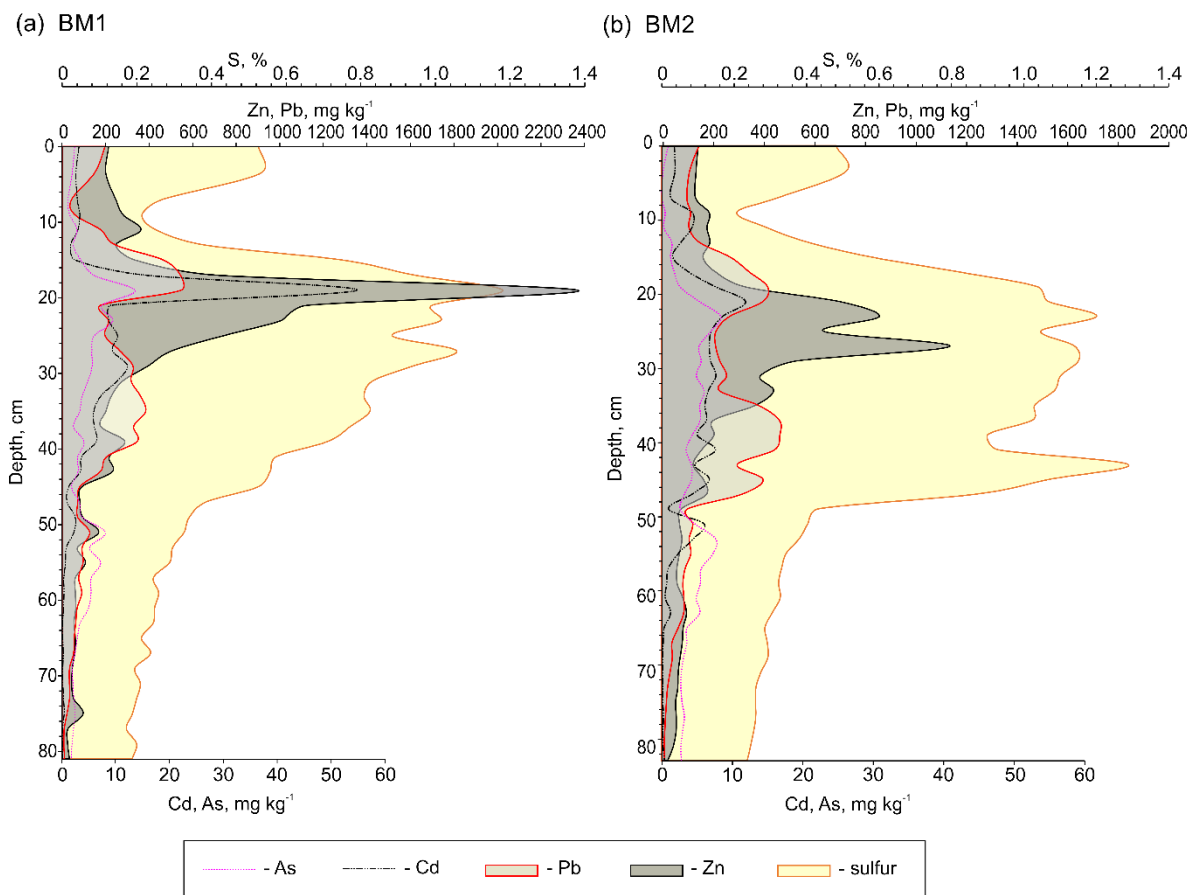 (a) BM1
S, %
0 0.2 0.4 0.6 0.8 1.0 1.2 1.4
Zn, Pb, mg kg⁻¹
0 200 400 600 800 1000 1200 1400 1600 1800 2000 2200 2400
0
10
20
30
40
50
60
70
80
Depth, cm
0 10 20 30 40 50 60
Cd, As, mg kg⁻¹
(b) BM2
S, %
0 0.2 0.4 0.6 0.8 1.0 1.2 1.4
Zn, Pb, mg kg⁻¹
0 200 400 600 800 1000 1200 1400 1600 1800 2000
0
10
20
30
40
50
60
70
80
Depth, cm
0 10 20 30 40 50 60
Cd, As, mg kg⁻¹
- As - Cd - Pb - Zn - sulfur